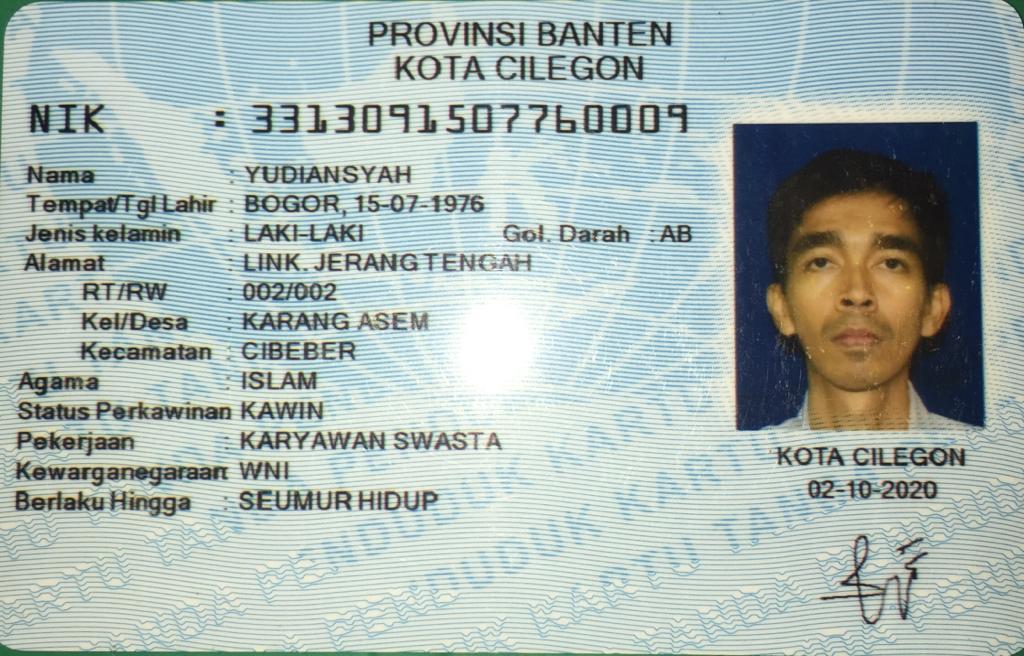 PROVINSI BANTEN
KOTA CILEGON
NIK : 3313091507760009
Nama : YUDIANSYAH
Tempat/Tgl Lahir : BOGOR, 15-07-1976
Jenis kelamin : LAKI-LAKI Gol. Darah : AB
Alamat : LINK. JERANG TENGAH
RT/RW : 002/002
Kel/Desa : KARANG ASEM
Kecamatan : CIBEBER
Agama : ISLAM
Status Perkawinan KAWIN
Pekerjaan : KARYAWAN SWASTA
Kewarganegaraan: WNI
Berlaku Hingga : SEUMUR HIDUP
KOTA CILEGON
02-10-2020